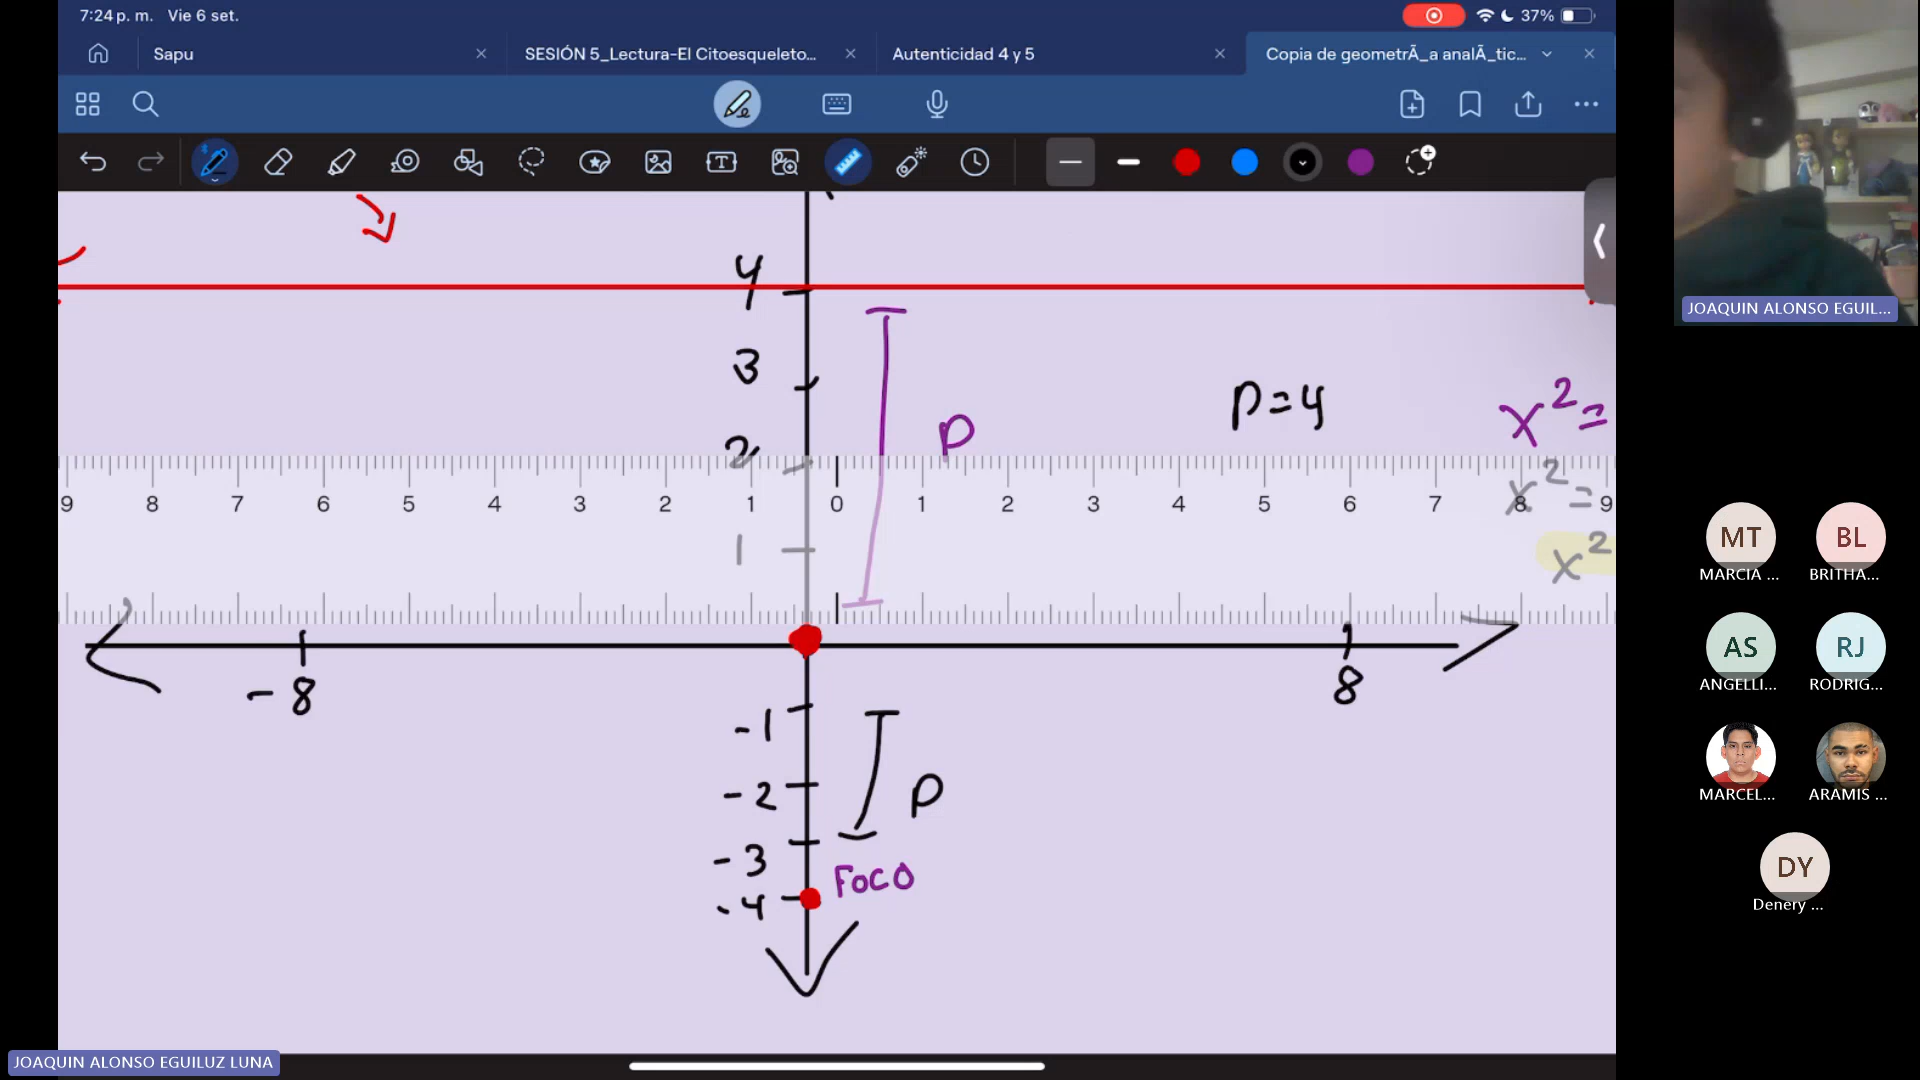 7:24 p. m. Vie 6 set.
37%
Sapu
SESIÓN 5_Lectura-El Citoesqueleto...
Autenticidad 4 y 5
Copia de geometrÃ_a analÃ_tic...
4
3
P
P=4
x²=
2
9 8 7 6 5 4 3 2 1 0 1 2 3 4 5 6 7 8 9
x²=
1
x²
-8
8
-1
-2
P
-3
FOCO
-4
JOAQUIN ALONSO EGUIL...
MT
MARCIA ...
BL
BRITHA...
AS
ANGELLI...
RJ
RODRIG...
MARCEL...
ARAMIS ...
DY
Denery ...
JOAQUIN ALONSO EGUILUZ LUNA